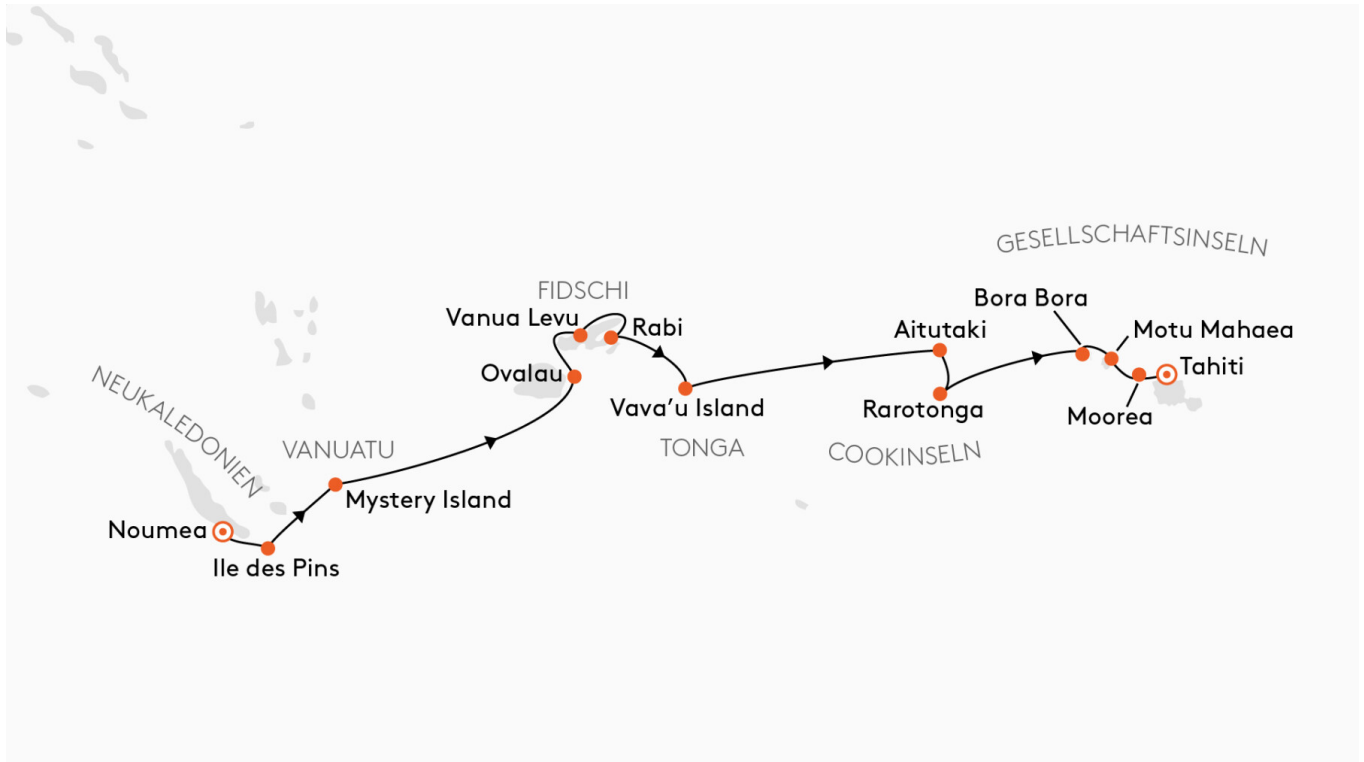 GESELLSCHAFTSINSELN
FIDSCHI
Bora Bora
Vanua Levu
Rabi
Aitutaki
Motu Mahaea
Ovalau
Tahiti
Vava’u Island
Rarotonga
Moorea
NEUKALEDONIEN
VANUATU
TONGA
COOKINSELN
Mystery Island
Noumea
Ile des Pins